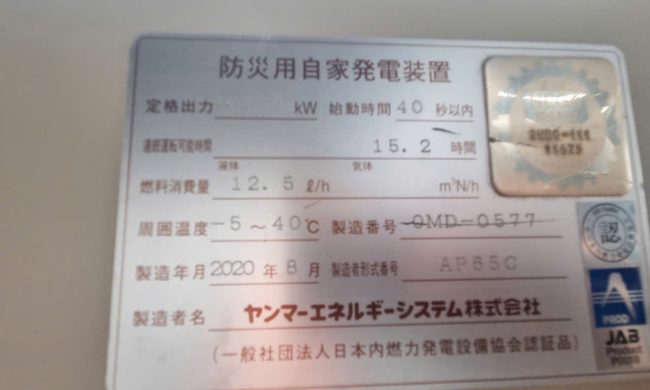 防災用自家発電装置
定格出力 kW 始動時間 40 秒以内
連続運転可能時間 15.2 時間
液体 気体
燃料消費量 12.5 ℓ/h m³N/h
周囲温度 -5 ～ 40℃ 製造番号 0MD-0577
製造年月 2020 年 8 月 製造者形式番号 AP65C
製造者名 ヤンマーエネルギーシステム株式会社
(一般社団法人日本内燃力発電設備協会認証品)
認
PROD
JAB
Product